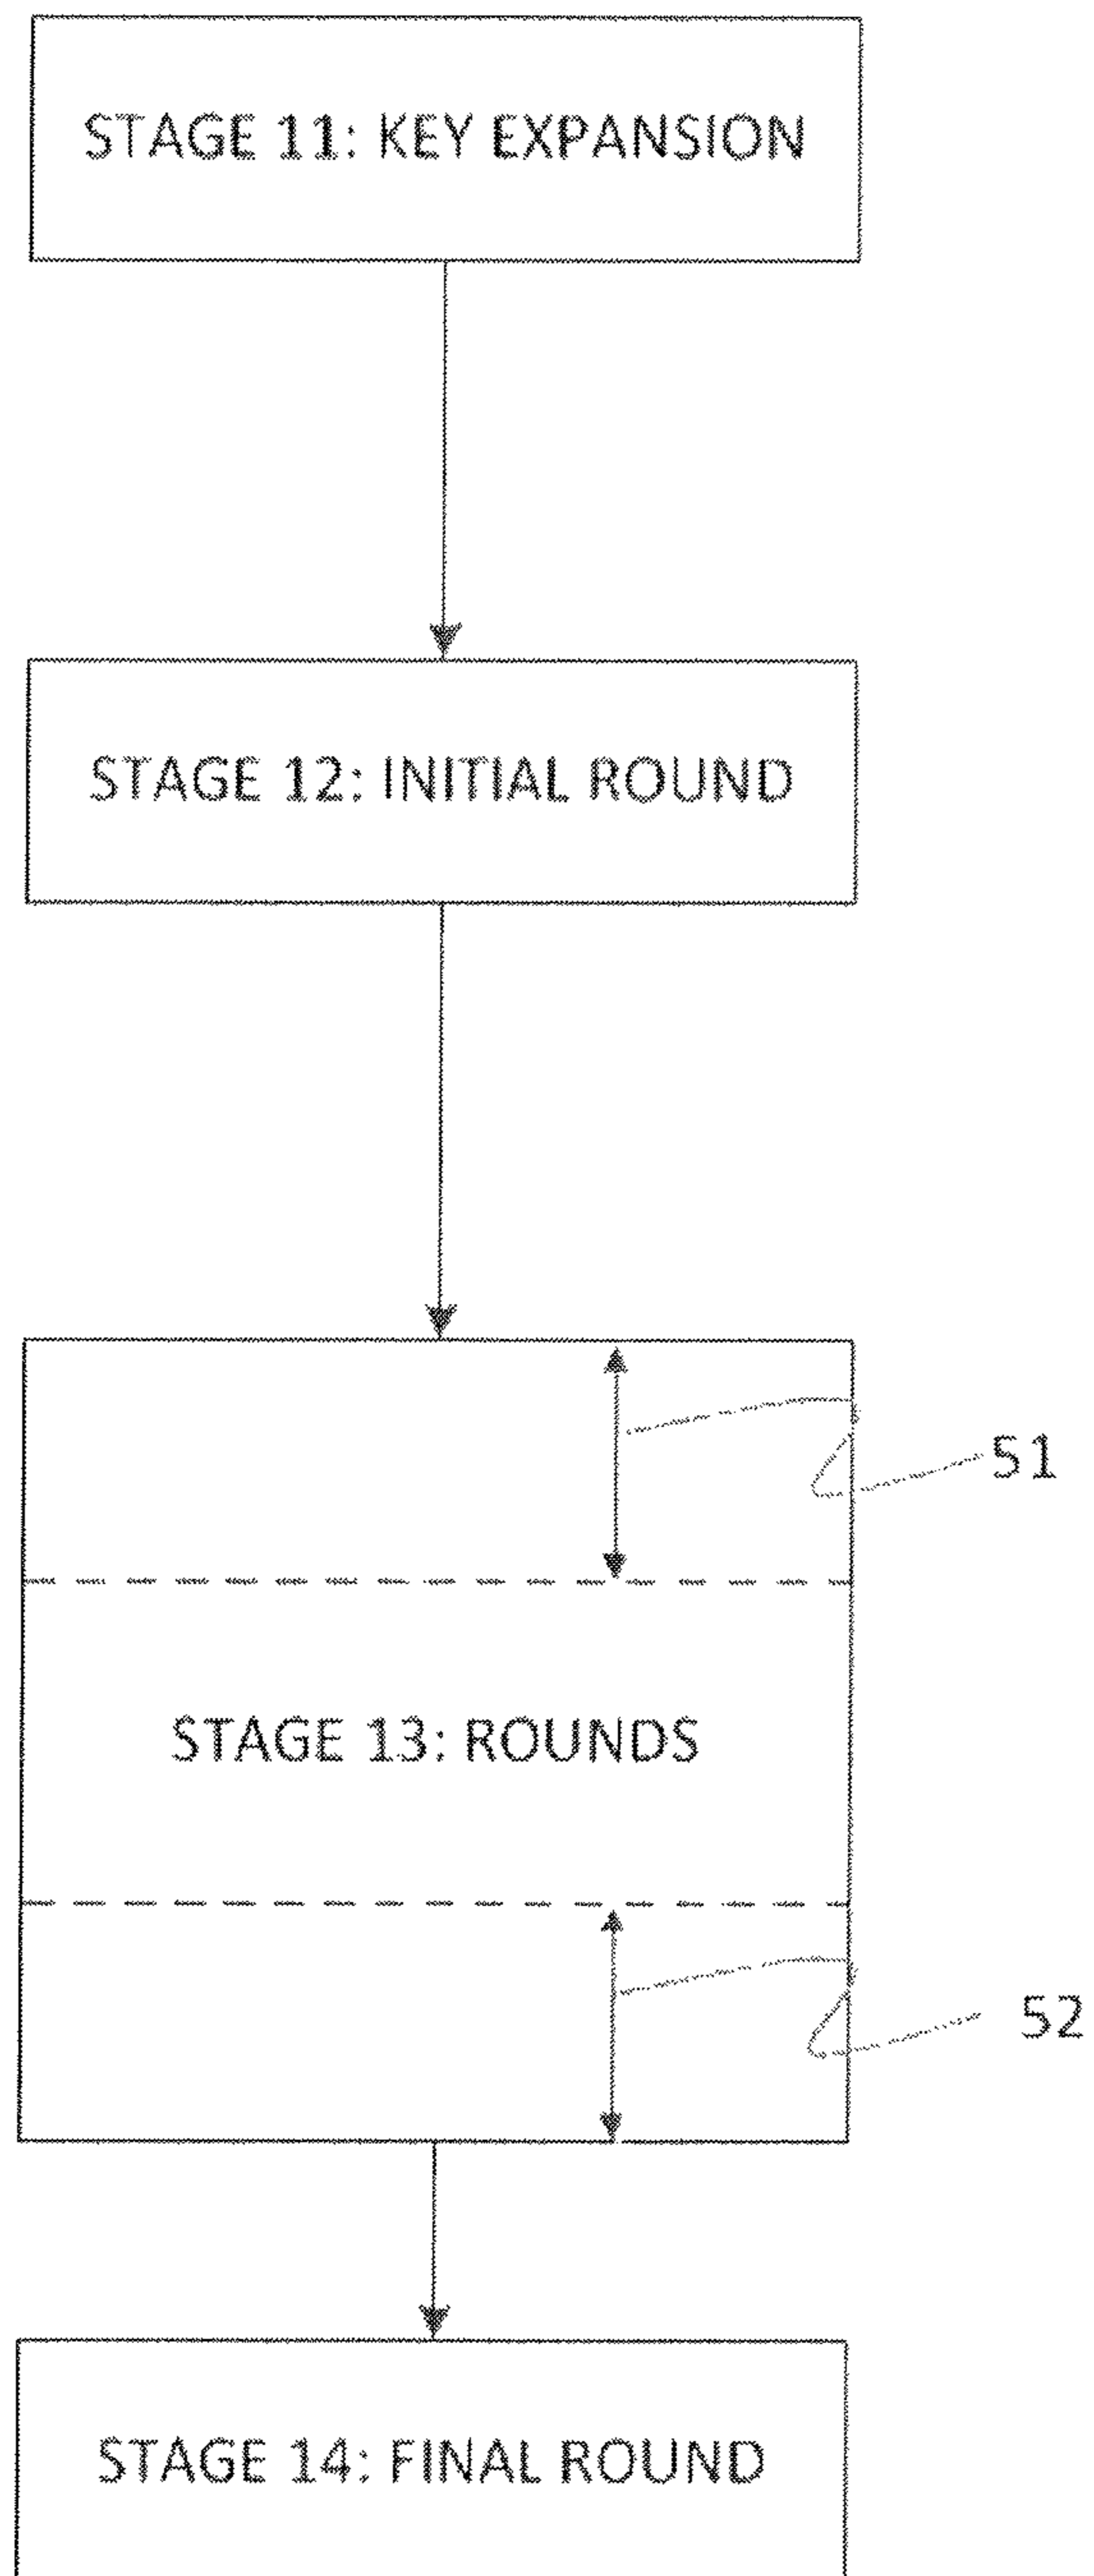 STAGE 11: KEY EXPANSION
STAGE 12: INITIAL ROUND
51
STAGE 13: ROUNDS
52
STAGE 14: FINAL ROUND